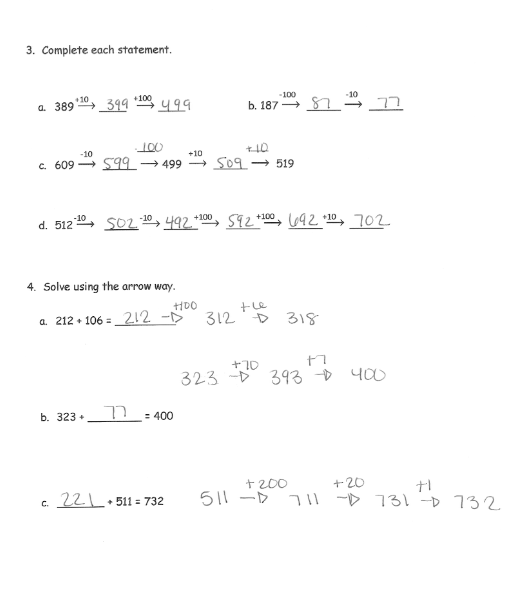 3. Complete each statement.
a. 389 +10→ 399 +100→ 499 b. 187 -100→ 87 -10→ 77
c. 609 -10→ 599 -100→ 499 +10→ 509 +10→ 519
d. 512 -10→ 502 -10→ 492 +100→ 592 +100→ 692 +10→ 702
4. Solve using the arrow way.
a. 212 + 106 = 212 +100→ 312 +6→ 318
323 +70→ 393 +7→ 400
b. 323 + 77 = 400
c. 221 + 511 = 732 511 +200→ 711 +20→ 731 +1→ 732